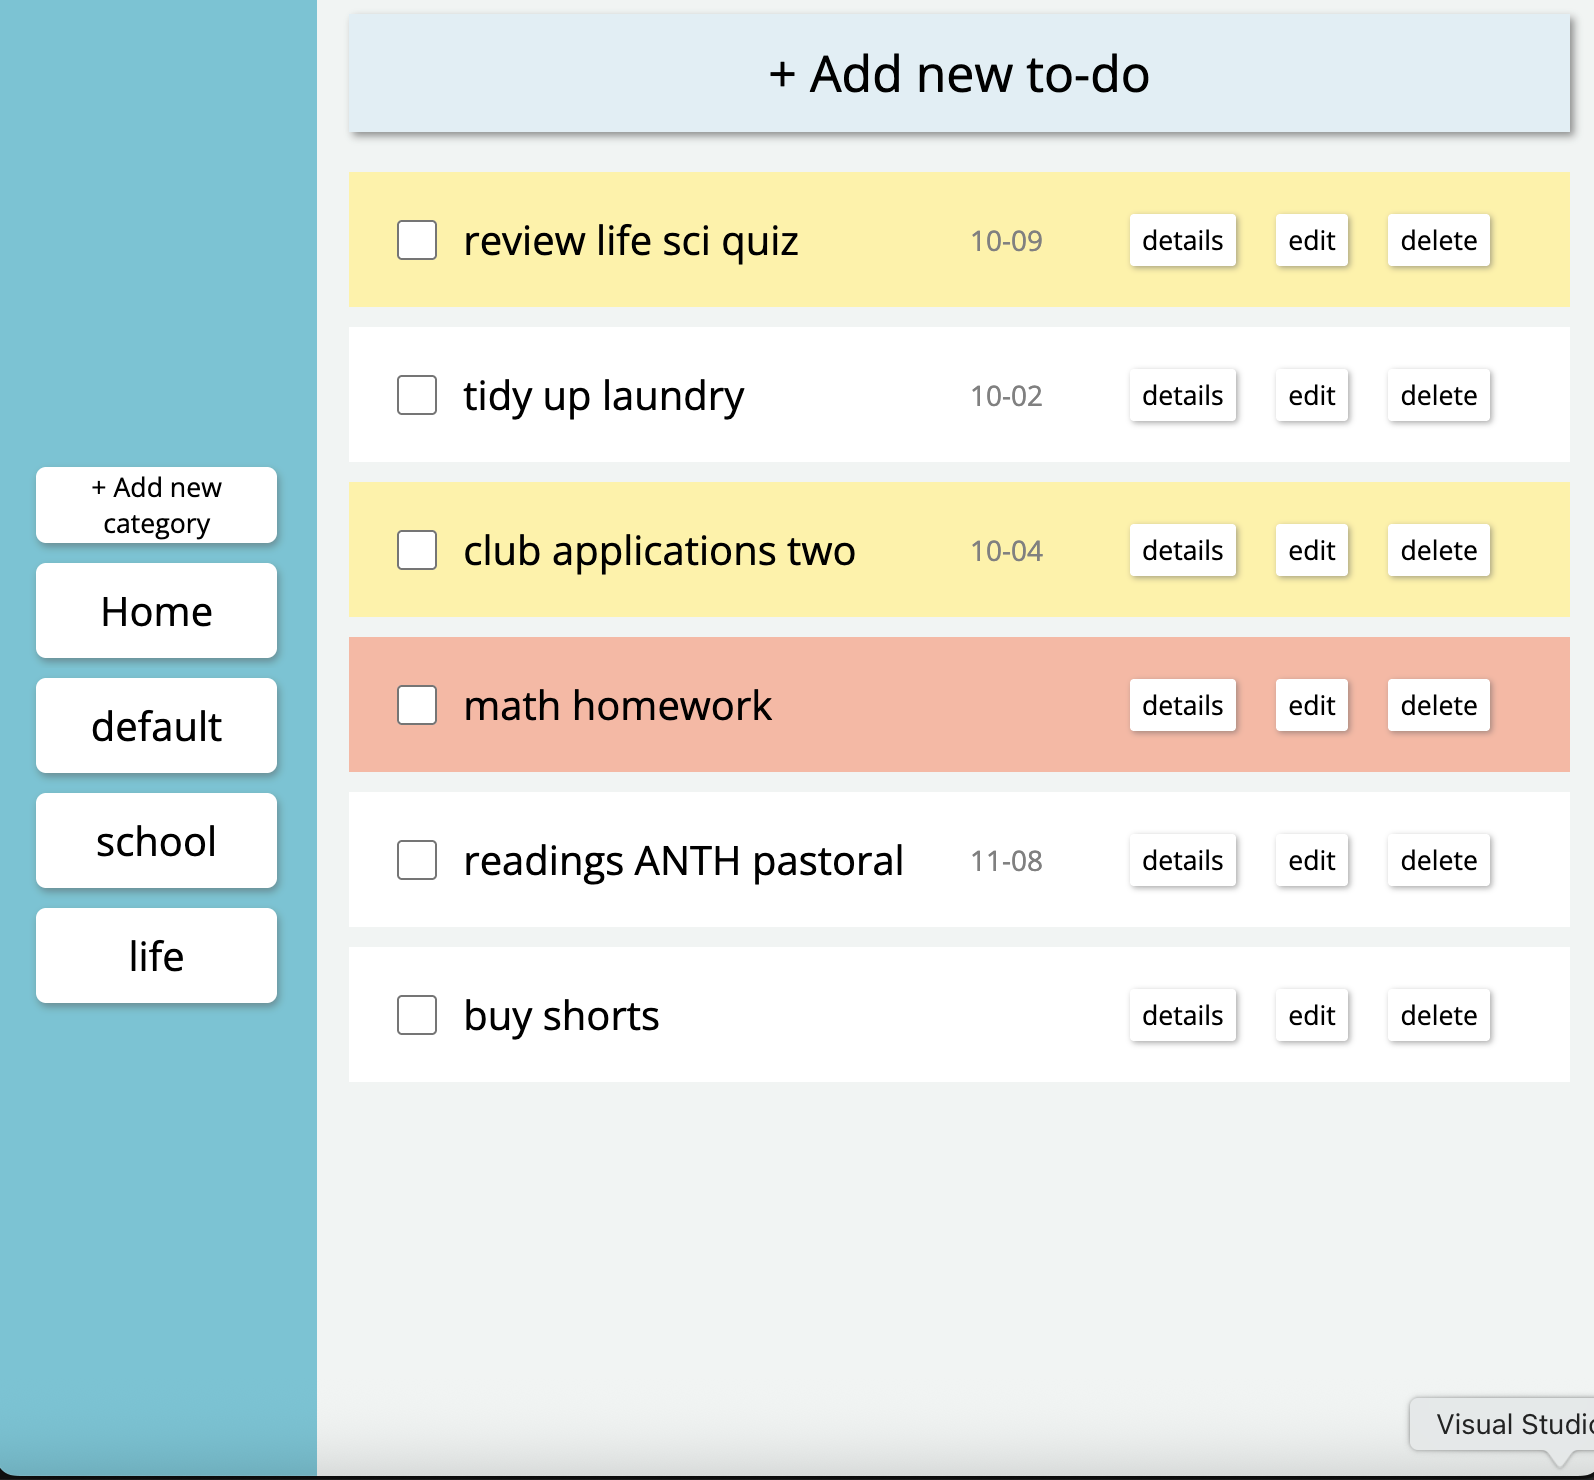 + Add new to-do
review life sci quiz 10-09 details edit delete
tidy up laundry 10-02 details edit delete
club applications two 10-04 details edit delete
math homework details edit delete
readings ANTH pastoral 11-08 details edit delete
buy shorts details edit delete
+ Add new
category
Home
default
school
life
Visual